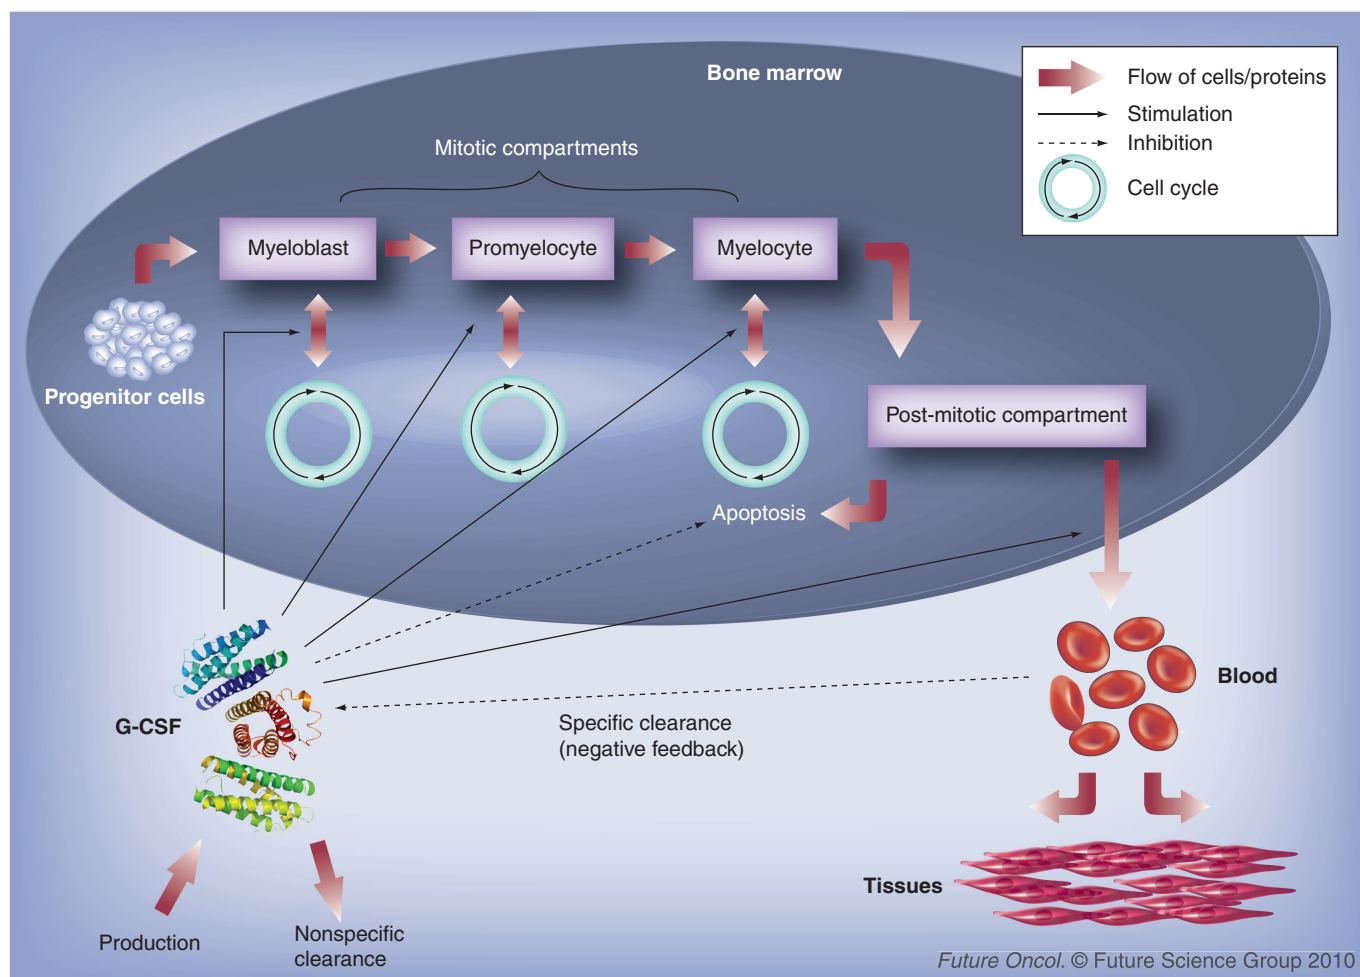 Bone marrow
Flow of cells/proteins
Stimulation
Inhibition
Cell cycle
Mitotic compartments
Myeloblast
Promyelocyte
Myelocyte
Progenitor cells
Post-mitotic compartment
Apoptosis
G-CSF
Specific clearance
(negative feedback)
Blood
Tissues
Production
Nonspecific
clearance
Future Oncol. © Future Science Group 2010